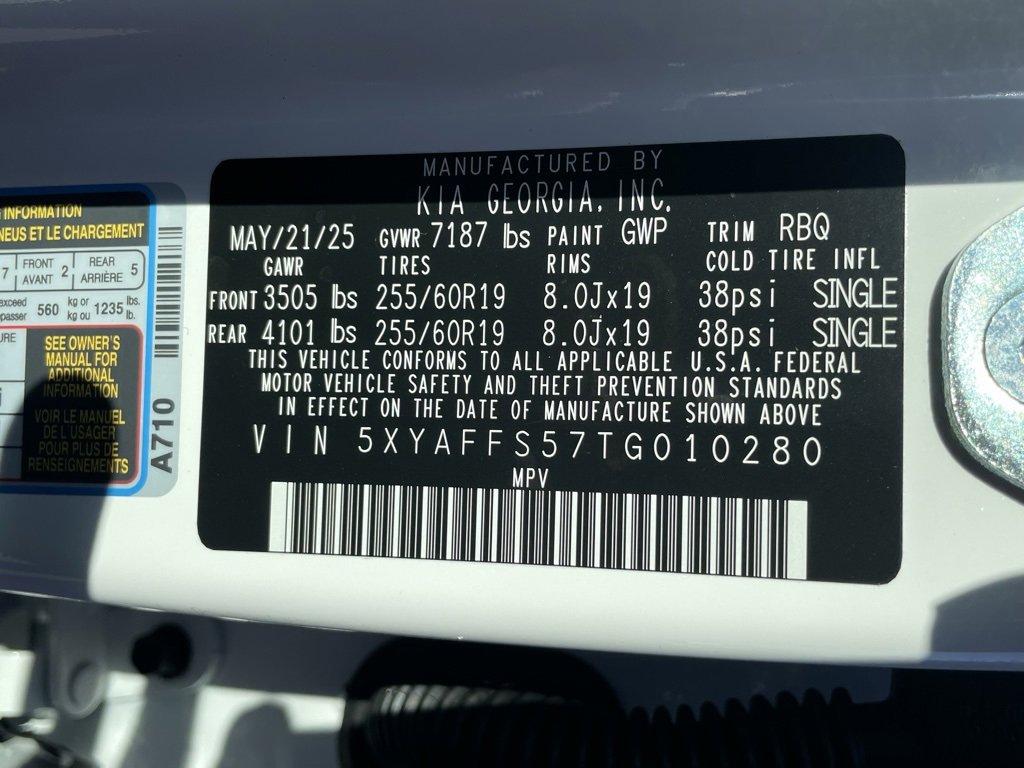 MANUFACTURED BY
KIA GEORGIA, INC.
MAY/21/25 GVWR 7187 lbs PAINT GWP TRIM RBQ
GAWR TIRES RIMS COLD TIRE INFL
FRONT 3505 lbs 255/60R19 8.0Jx19 38psi SINGLE
REAR 4101 lbs 255/60R19 8.0Jx19 38psi SINGLE
THIS VEHICLE CONFORMS TO ALL APPLICABLE U.S.A. FEDERAL
MOTOR VEHICLE SAFETY AND THEFT PREVENTION STANDARDS
IN EFFECT ON THE DATE OF MANUFACTURE SHOWN ABOVE
VIN 5XYAFFS57TG010280
MPV
INFORMATION
NEUS ET LE CHARGEMENT
7 FRONT 2 REAR 5
AVANT ARRIÈRE
exceed 560 kg or 1235 lbs.
passer kg ou lb.
SEE OWNER'S
MANUAL FOR
ADDITIONAL
INFORMATION
VOIR LE MANUEL
DE L'USAGER
POUR PLUS DE
RENSEIGNEMENTS
A710